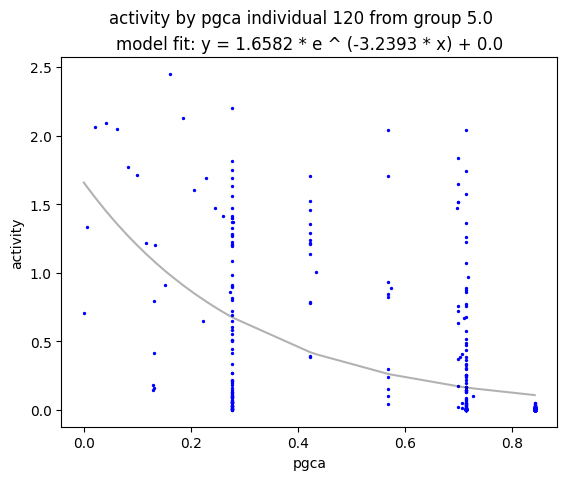 activity by pgca individual 120 from group 5.0
model fit: y = 1.6582 * e ^ (-3.2393 * x) + 0.0
2.5
2.0
1.5
1.0
0.5
0.0
activity
0.0 0.2 0.4 0.6 0.8
pgca